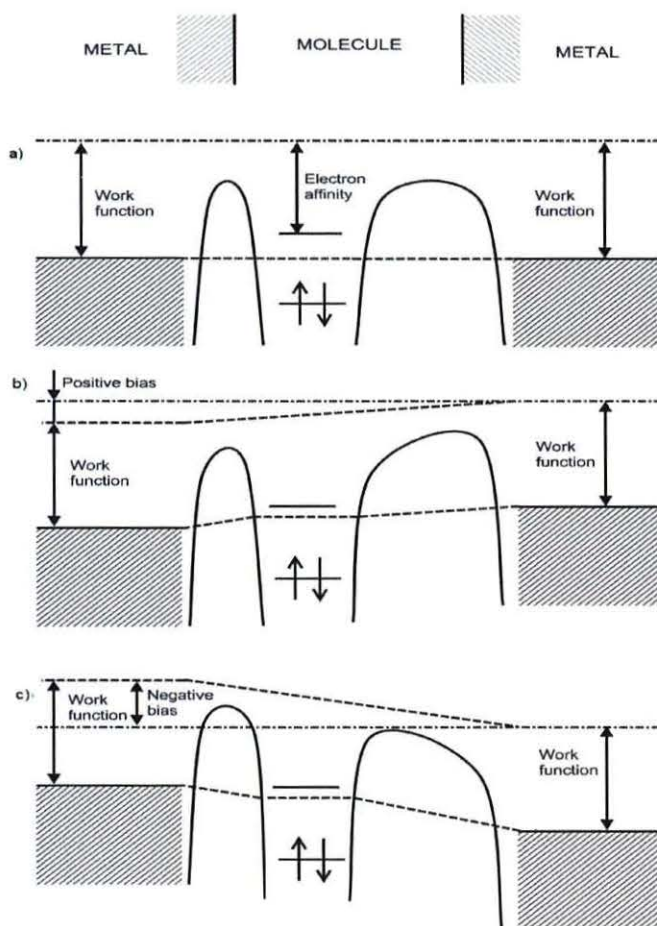 METAL
MOLECULE
METAL
a)
Work
function
Electron
affinity
Work
function
b)
Positive bias
Work
function
Work
function
c)
Work
function
Negative
bias
Work
function